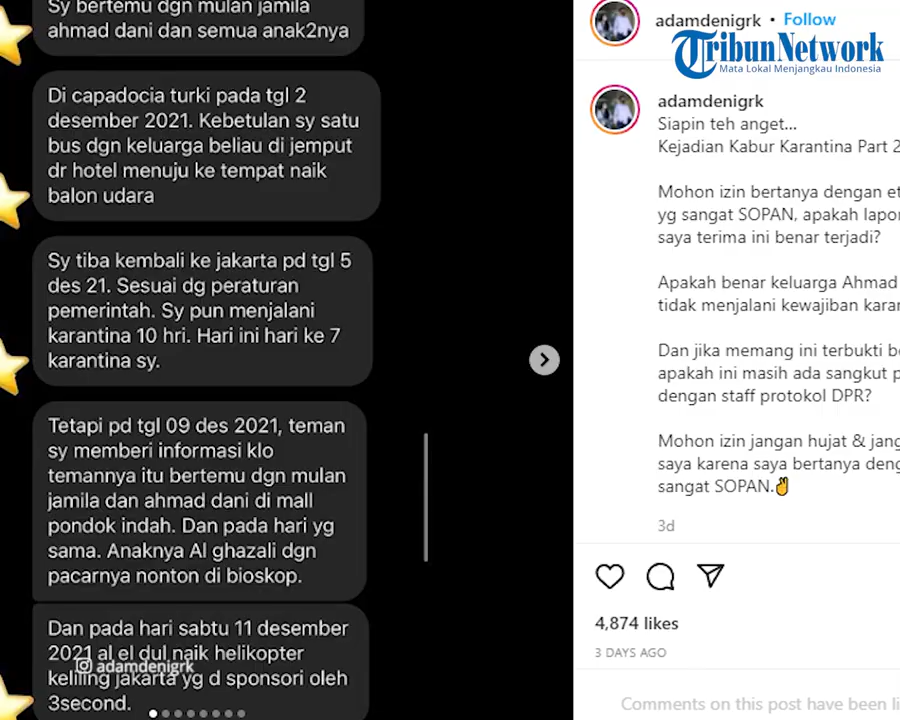 Sy bertemu dgn mulan jamila
ahmad dani dan semua anak2nya
Di capadocia turki pada tgl 2
desember 2021. Kebetulan sy satu
bus dgn keluarga beliau di jemput
dr hotel menuju ke tempat naik
balon udara
Sy tiba kembali ke jakarta pd tgl 5
des 21. Sesuai dg peraturan
pemerintah. Sy pun menjalani
karantina 10 hri. Hari ini hari ke 7
karantina sy.
Tetapi pd tgl 09 des 2021, teman
sy memberi informasi klo
temannya itu bertemu dgn mulan
jamila dan ahmad dani di mall
pondok indah. Dan pada hari yg
sama. Anaknya Al ghazali dgn
pacarnya nonton di bioskop.
Dan pada hari sabtu 11 desember
2021 al el dul naik helikopter
keliling jakarta yg d sponsori oleh
3second.
adamdenigrk
adamdenigrk • Follow
TribunNetwork
Mata Lokal Menjangkau Indonesia
adamdenigrk
Siapin teh anget...
Kejadian Kabur Karantina Part 2
Mohon izin bertanya dengan et
yg sangat SOPAN, apakah lapor
saya terima ini benar terjadi?
Apakah benar keluarga Ahmad
tidak menjalani kewajiban karan
Dan jika memang ini terbukti be
apakah ini masih ada sangkut p
dengan staff protokol DPR?
Mohon izin jangan hujat & jang
saya karena saya bertanya deng
sangat SOPAN.✌
3d
4,874 likes
3 DAYS AGO
Comments on this post have been li